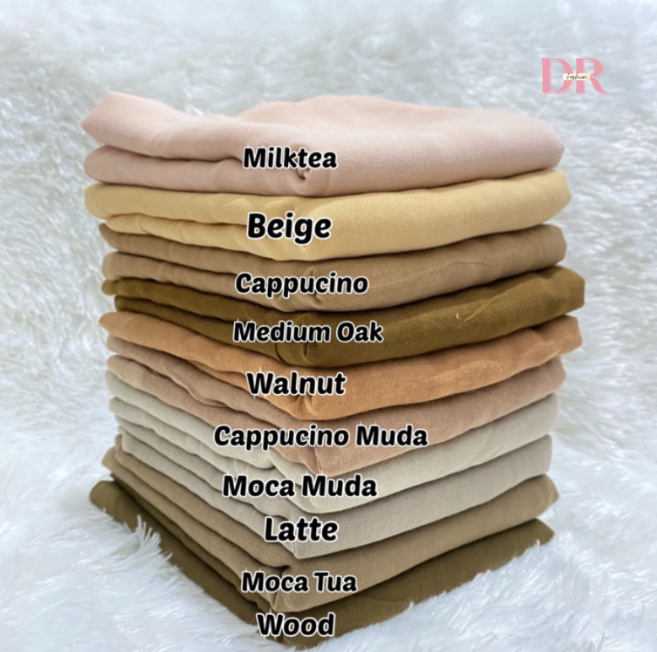 DR
Fashion
Milktea
Beige
Cappucino
Medium Oak
Walnut
Cappucino Muda
Moca Muda
Latte
Moca Tua
Wood